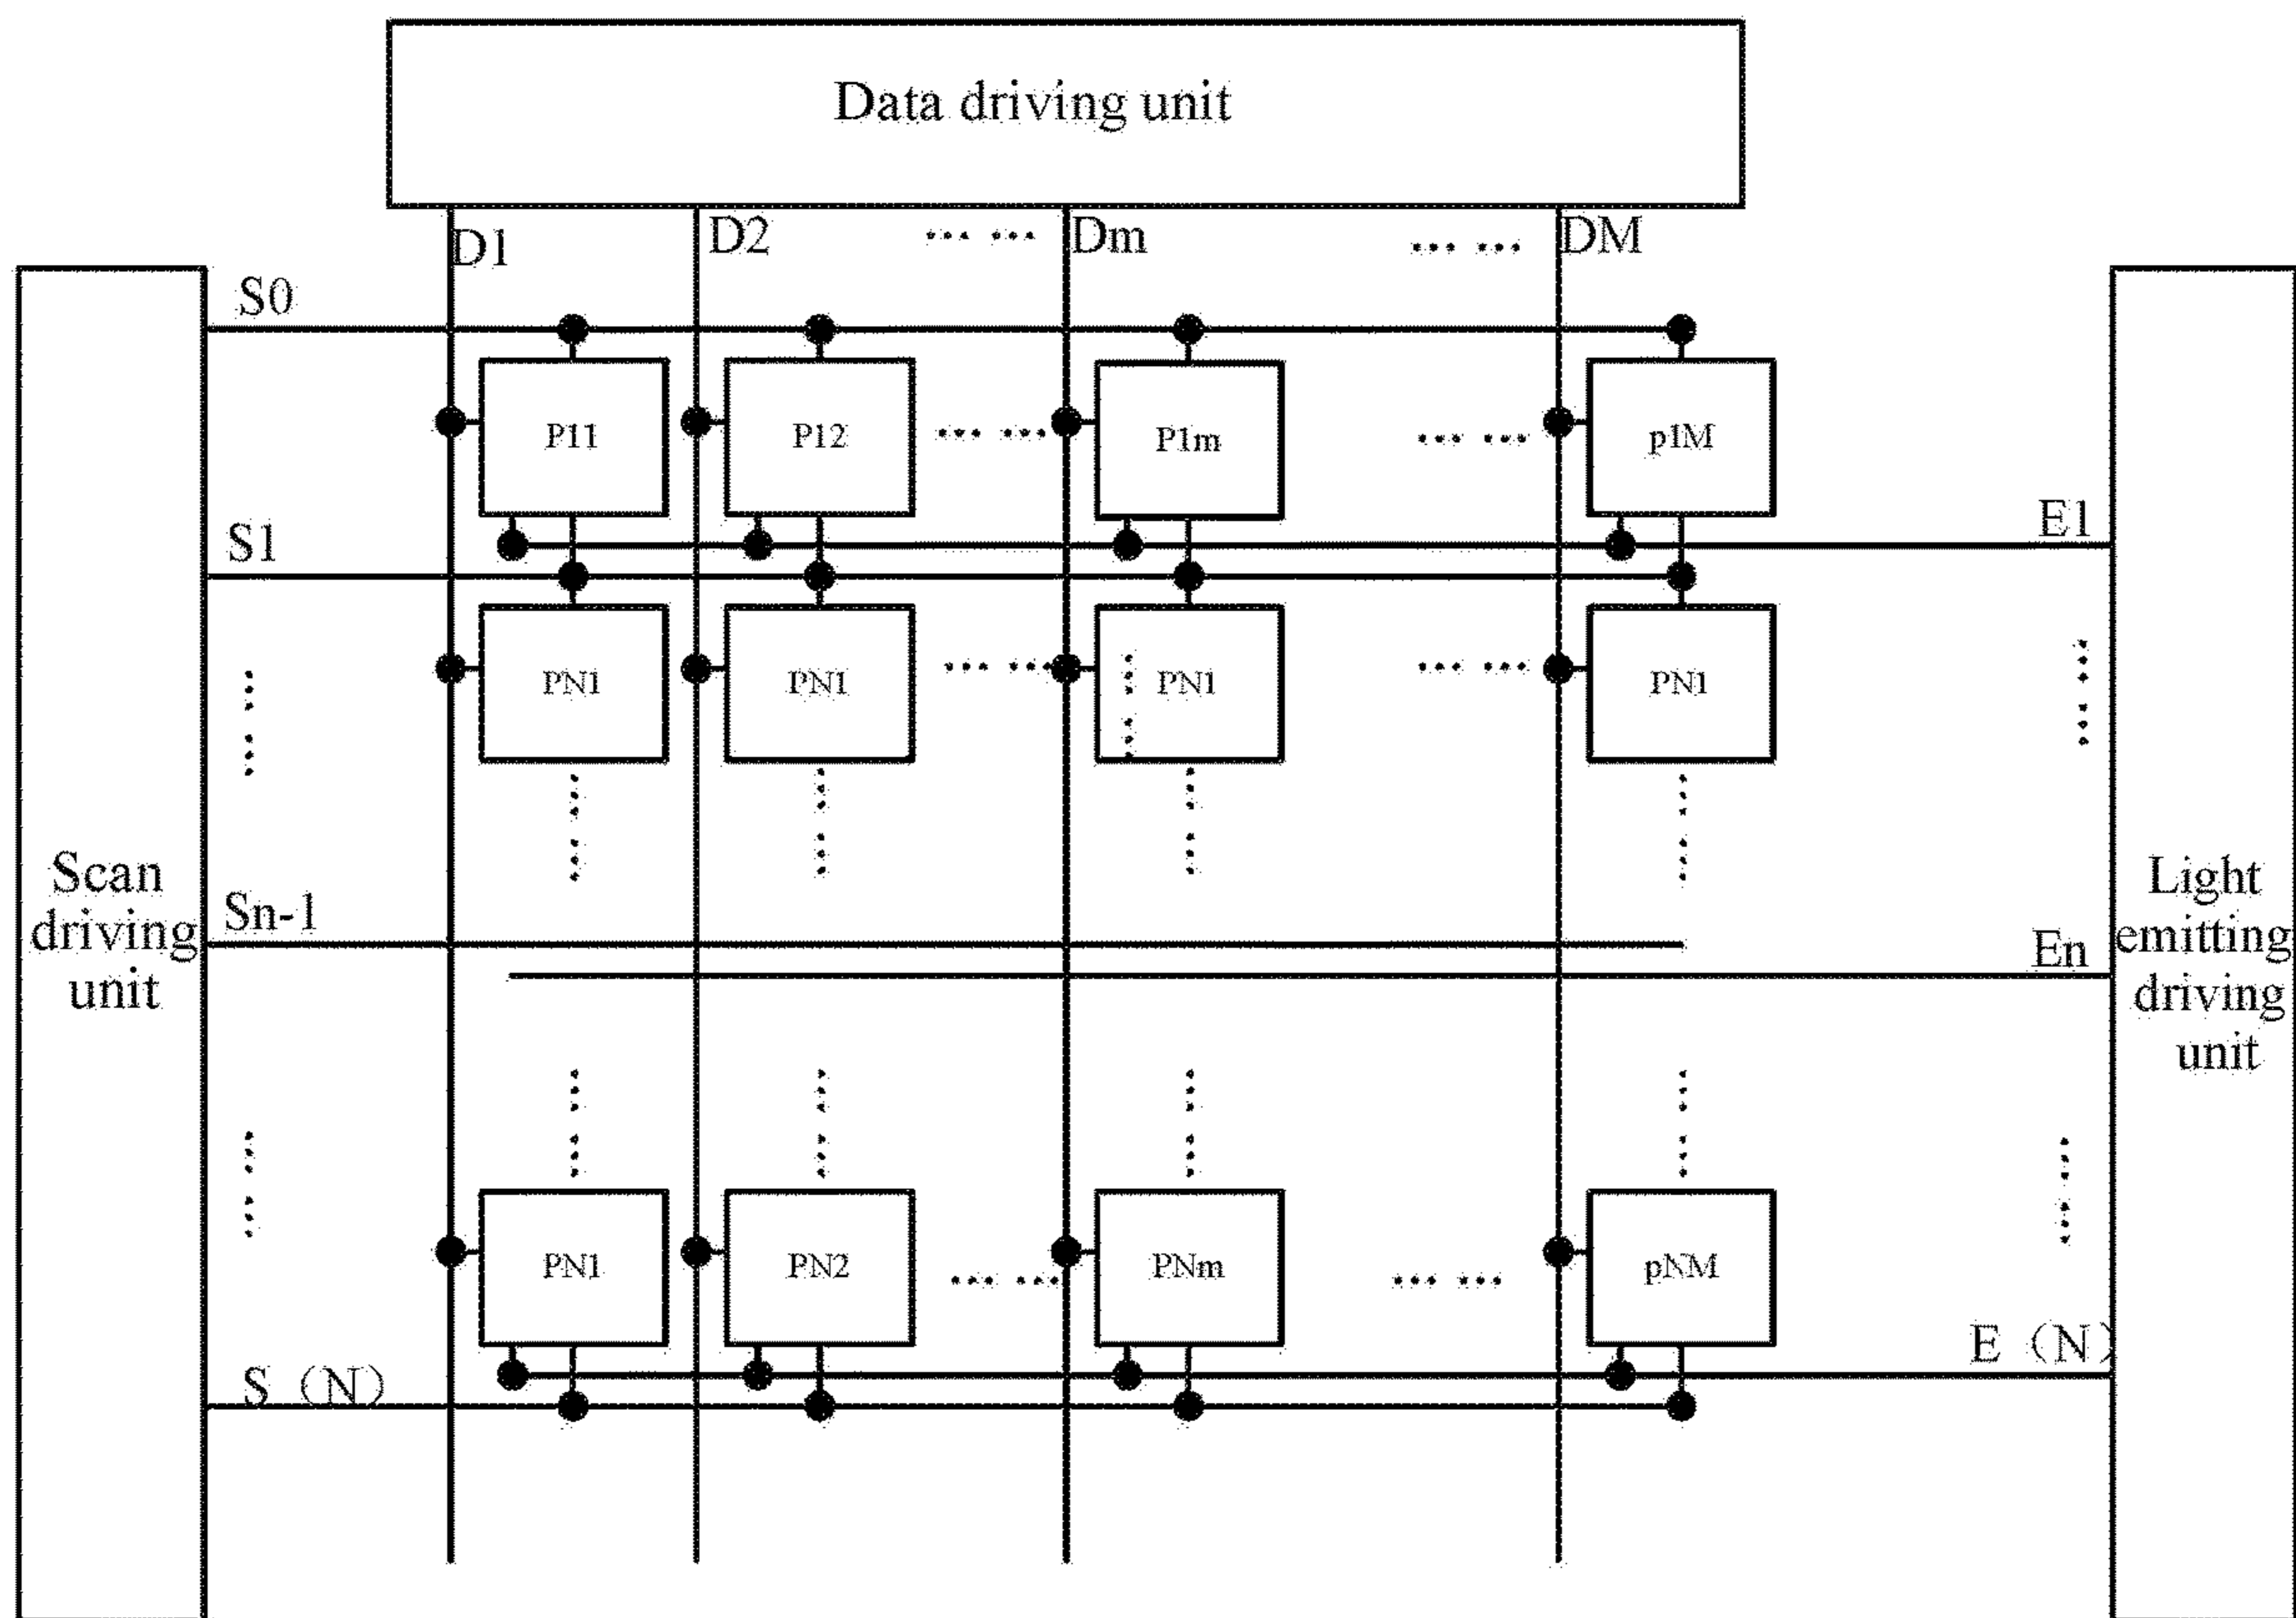 Data driving unit
D1 D2 ...... Dm ...... DM
S0
P11 P12 ...... P1m ...... p1M
E1
S1
PN1 PN1 ...... PN1 ...... PN1
Sn-1
En
Scan
driving
unit
Light
emitting
driving
unit
PN1 PN2 ...... PNm ...... pNM
E (N)
S (N)